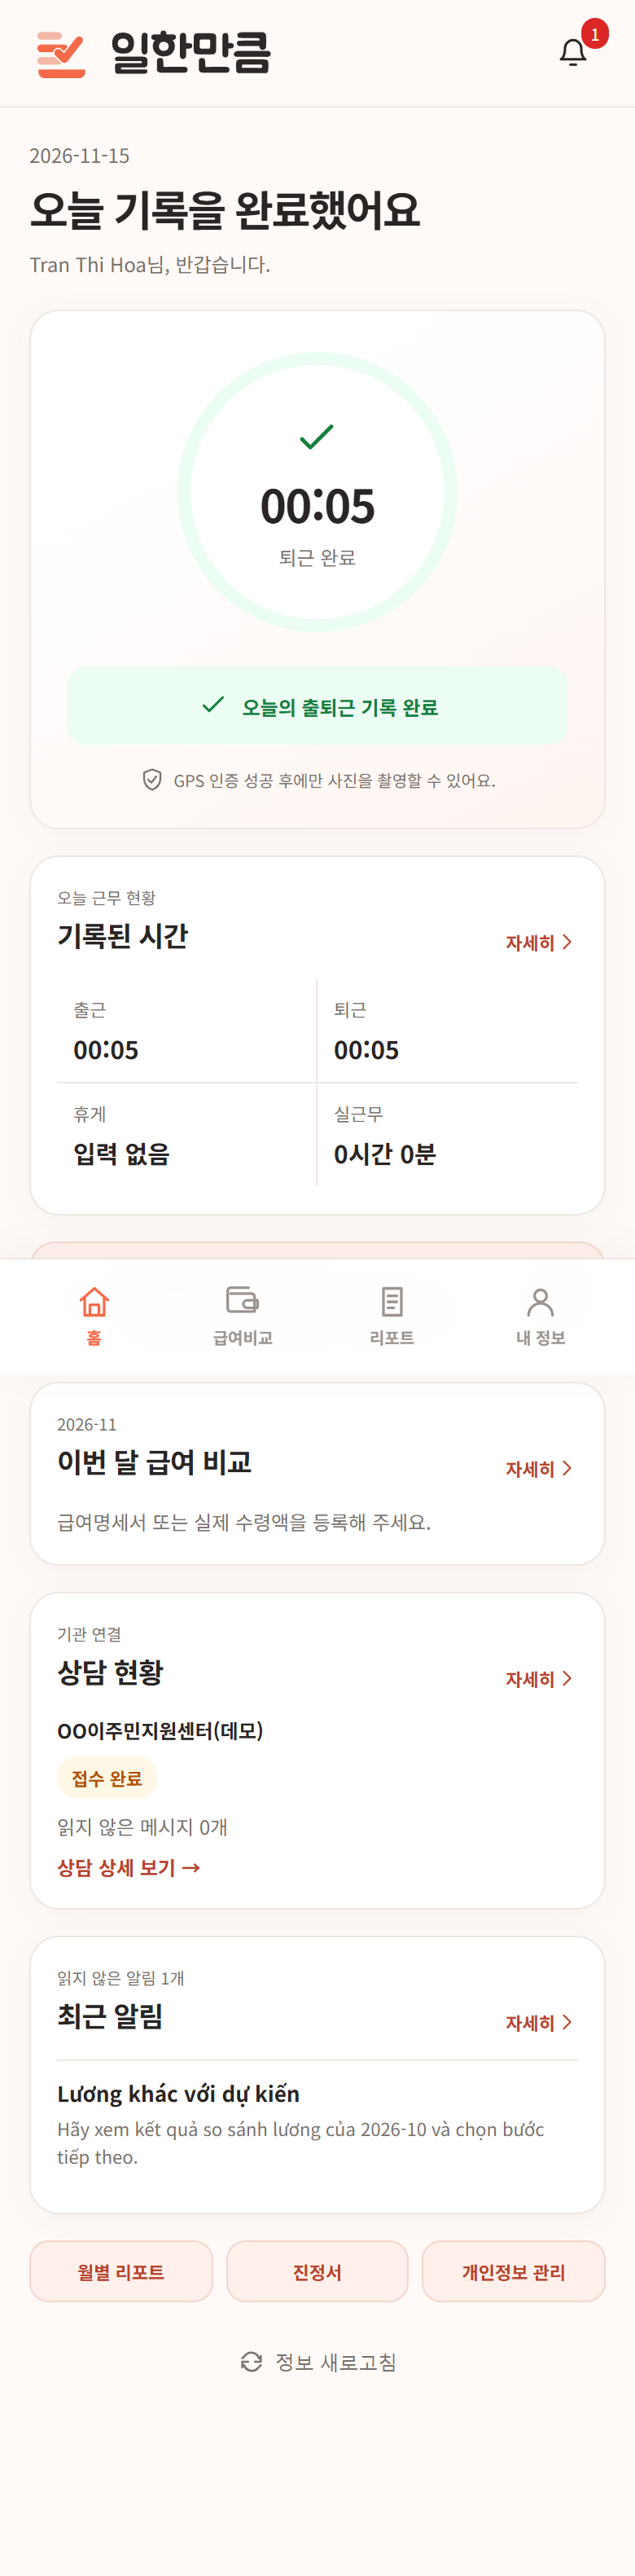 일한만큼
1
2026-11-15
오늘 기록을 완료했어요
Tran Thi Hoa님, 반갑습니다.
00:05
퇴근 완료
오늘의 출퇴근 기록 완료
GPS 인증 성공 후에만 사진을 촬영할 수 있어요.
오늘 근무 현황
기록된 시간
자세히
출근
퇴근
00:05
00:05
휴게
실근무
입력 없음
0시간 0분
홈
급여비교
리포트
내 정보
2026-11
이번 달 급여 비교
자세히
급여명세서 또는 실제 수령액을 등록해 주세요.
기관 연결
상담 현황
자세히
OO이주민지원센터(데모)
접수 완료
읽지 않은 메시지 0개
상담 상세 보기 →
읽지 않은 알림 1개
최근 알림
자세히
Lương khác với dự kiến
Hãy xem kết quả so sánh lương của 2026-10 và chọn bước
tiếp theo.
월별 리포트
진정서
개인정보 관리
정보 새로고침